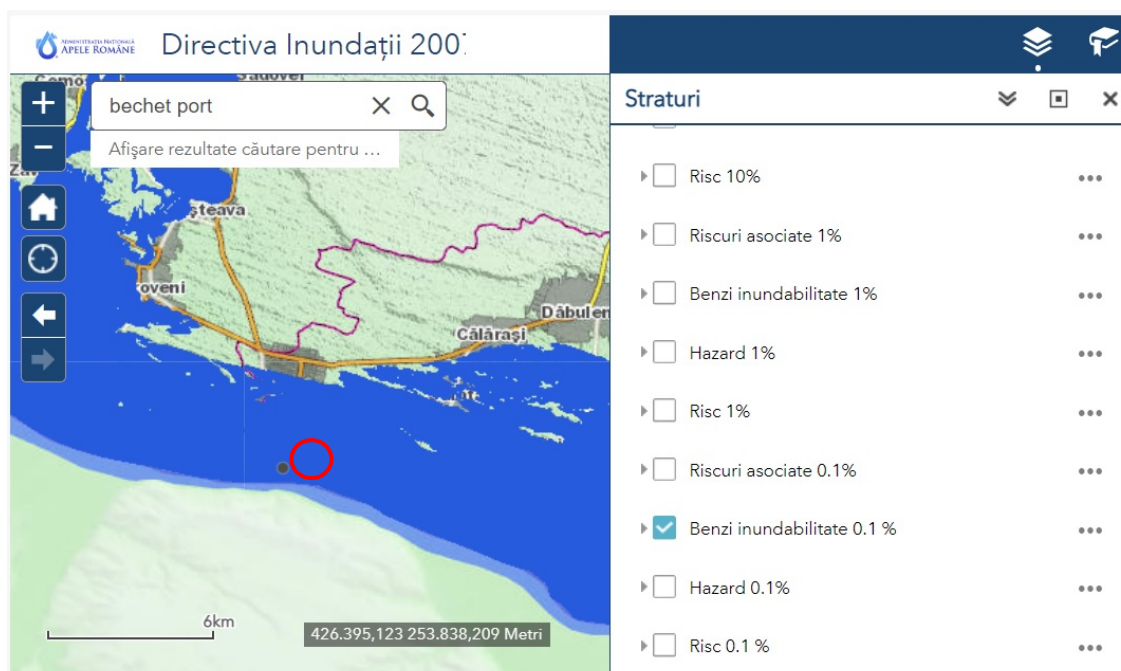 ADMINISTRAȚIA NAȚIONALĂ
APELE ROMÂNE
Directiva Inundații 200
bechet port
Afișare rezultate căutare pentru ...
șteava
oveni
Dăbulen
Călărași
6km
426.395,123 253.838,209 Metri
Straturi
Risc 10%
Riscuri asociate 1%
Benzi inundabilitate 1%
Hazard 1%
Risc 1%
Riscuri asociate 0.1%
Benzi inundabilitate 0.1 %
Hazard 0.1%
Risc 0.1 %